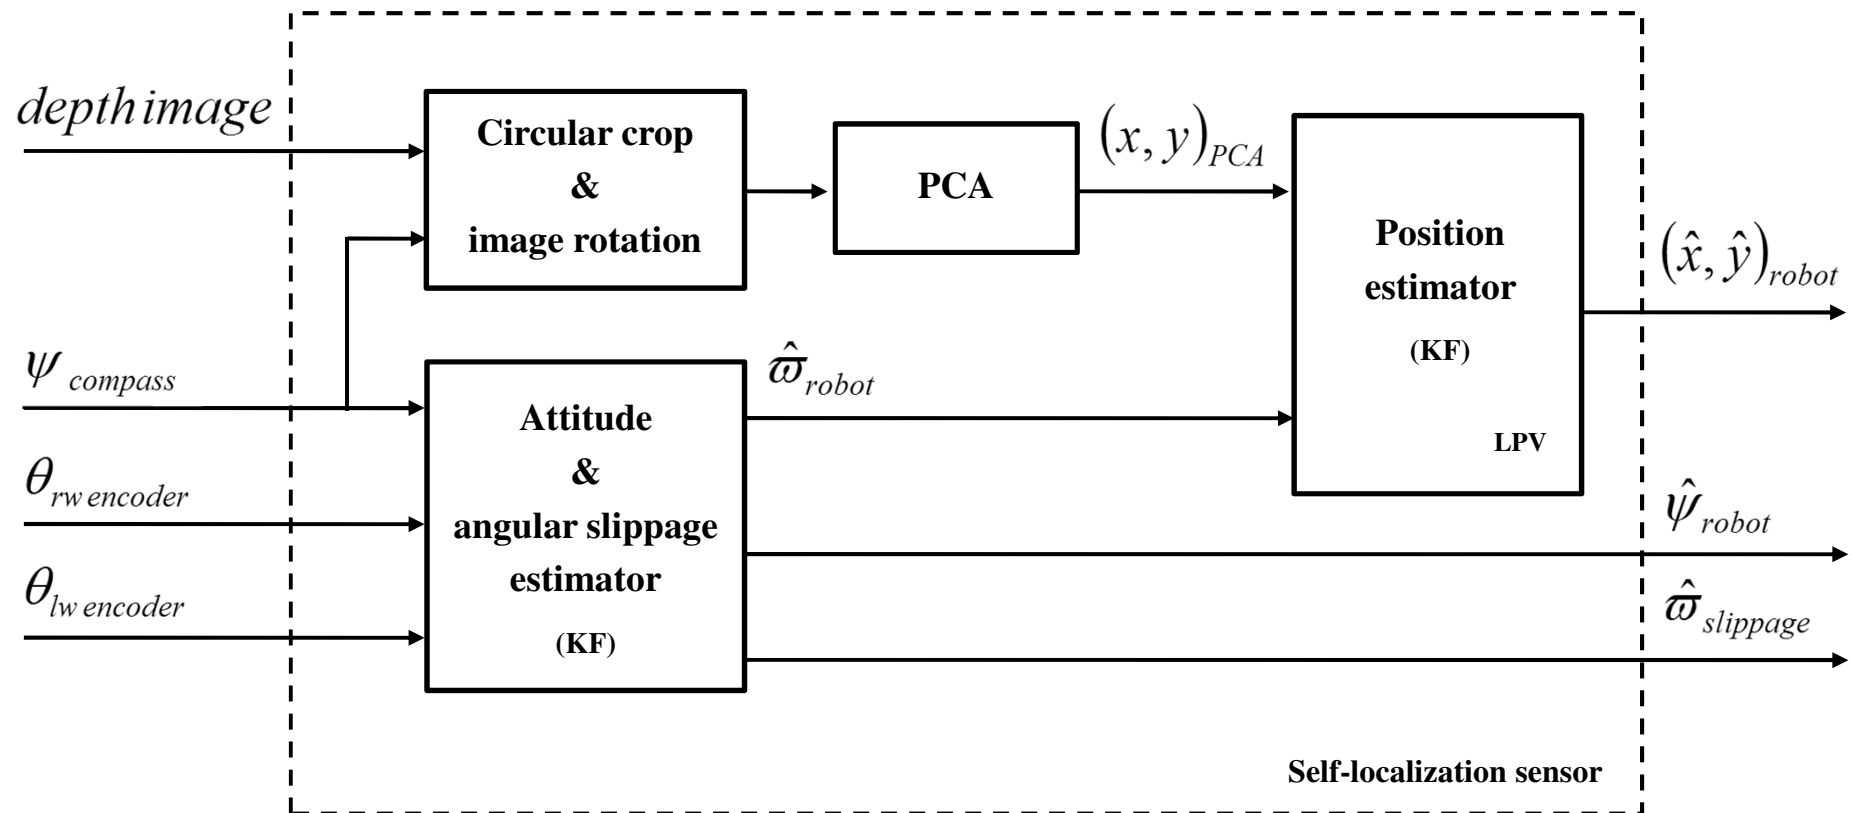 depth image
Circular crop
&
image rotation
PCA
(x, y)PCA
Position
estimator
(KF)
LPV
(x̂, ŷ)robot
ψ compass
θrw encoder
θlw encoder
Attitude
&
angular slippage
estimator
(KF)
ϖ̂robot
ψ̂robot
ϖ̂slippage
Self-localization sensor